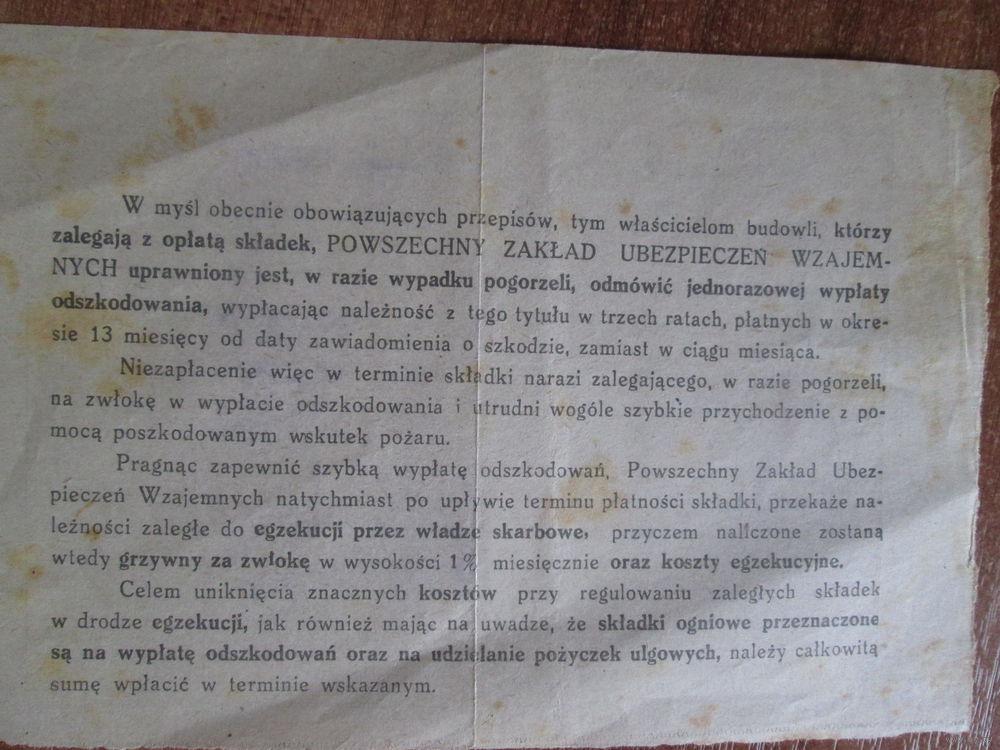 W myśl obecnie obowiązujących przepisów, tym właścicielom budowli, którzy
zalegają z opłatą składek, POWSZECHNY ZAKŁAD UBEZPIECZEŃ WZAJEM-
NYCH uprawniony jest, w razie wypadku pogorzeli, odmówić jednorazowej wypłaty
odszkodowania, wypłacając należność z tego tytułu w trzech ratach, płatnych w okre-
sie 13 miesięcy od daty zawiadomienia o szkodzie, zamiast w ciągu miesiąca.
Niezapłacenie więc w terminie składki narazi zalegającego, w razie pogorzeli,
na zwłokę w wypłacie odszkodowania i utrudni wogóle szybkie przychodzenie z po-
mocą poszkodowanym wskutek pożaru.
Pragnąc zapewnić szybką wypłatę odszkodowań, Powszechny Zakład Ubez-
pieczeń Wzajemnych natychmiast po upływie terminu płatności składki, przekaże na-
leżności zaległe do egzekucji przez władze skarbowe, przyczem naliczone zostaną
wtedy grzywny za zwłokę w wysokości 1% miesięcznie oraz koszty egzekucyjne.
Celem uniknięcia znacznych kosztów przy regulowaniu zaległych składek
w drodze egzekucji, jak również mając na uwadze, że składki ogniowe przeznaczone
są na wypłatę odszkodowań oraz na udzielanie pożyczek ulgowych, należy całkowitą
sumę wpłacić w terminie wskazanym.